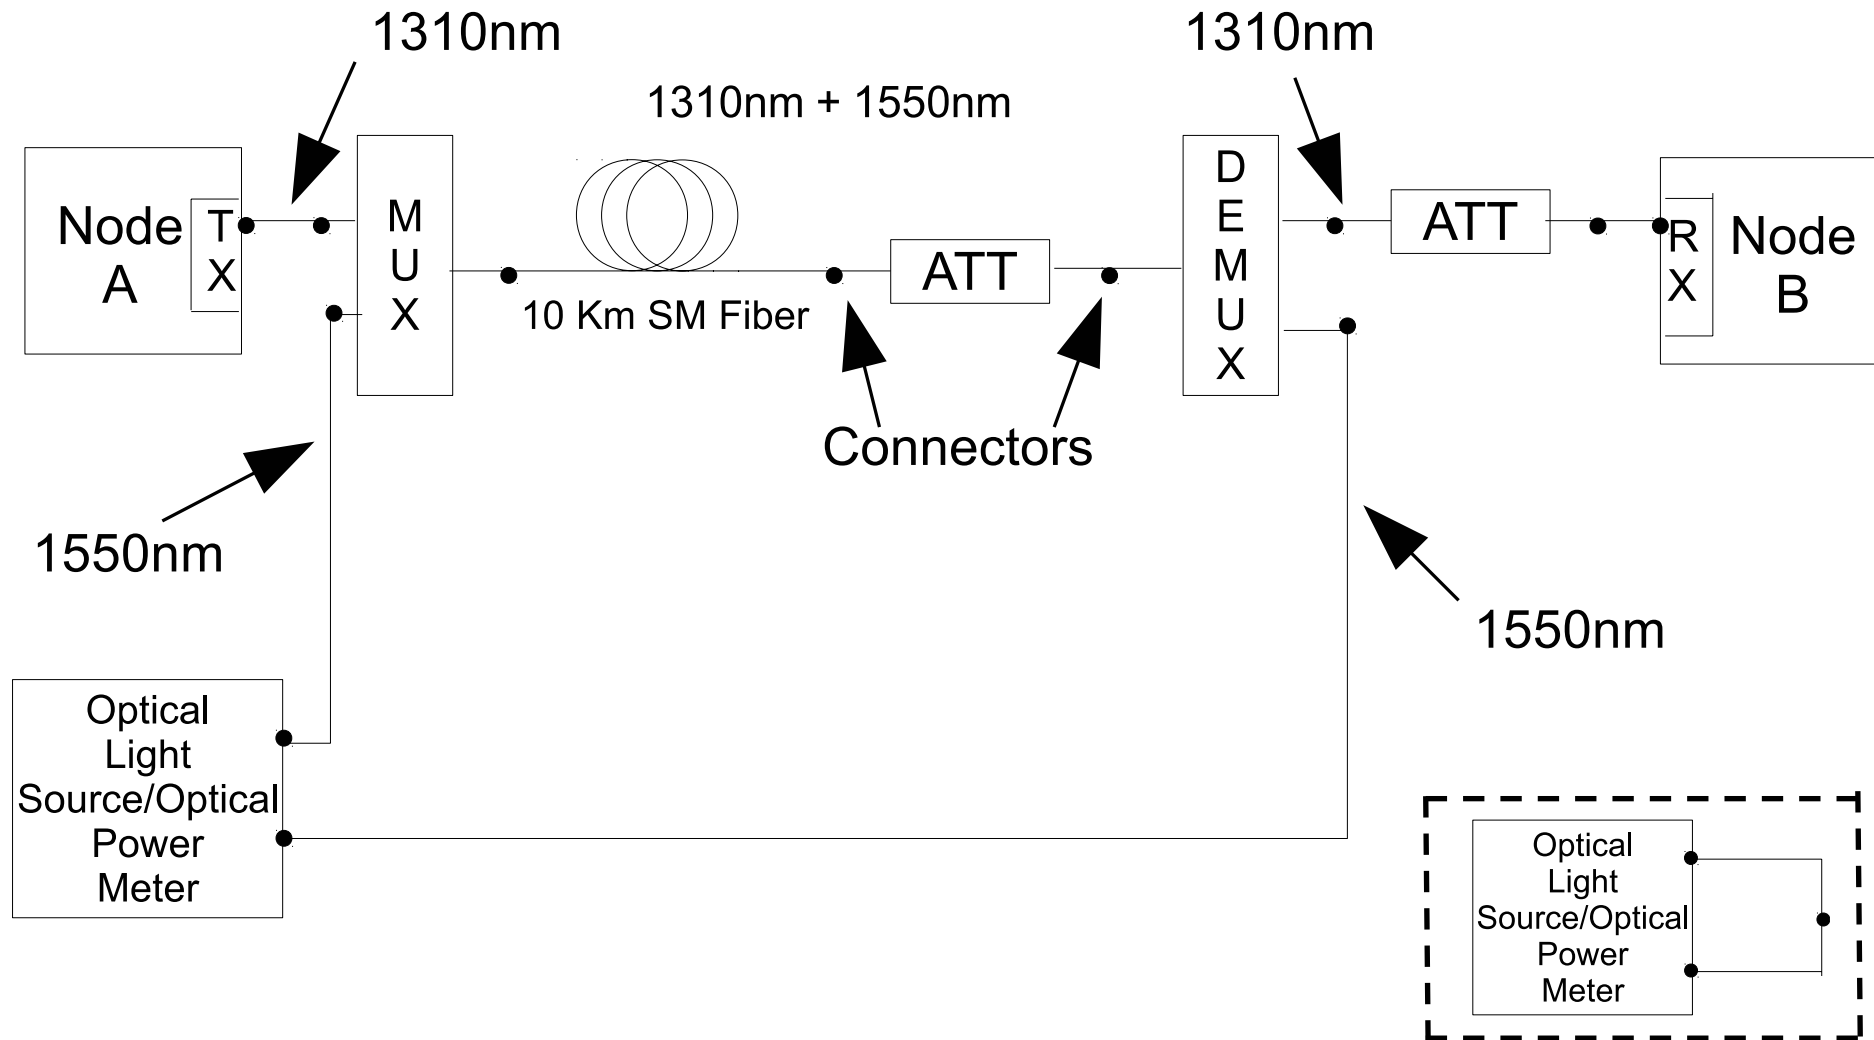 1310nm
1310nm
1310nm + 1550nm
Node
A
T
X
M
U
X
10 Km SM Fiber
ATT
D
E
M
U
X
ATT
R
X
Node
B
Connectors
1550nm
1550nm
Optical
Light
Source/Optical
Power
Meter
Optical
Light
Source/Optical
Power
Meter